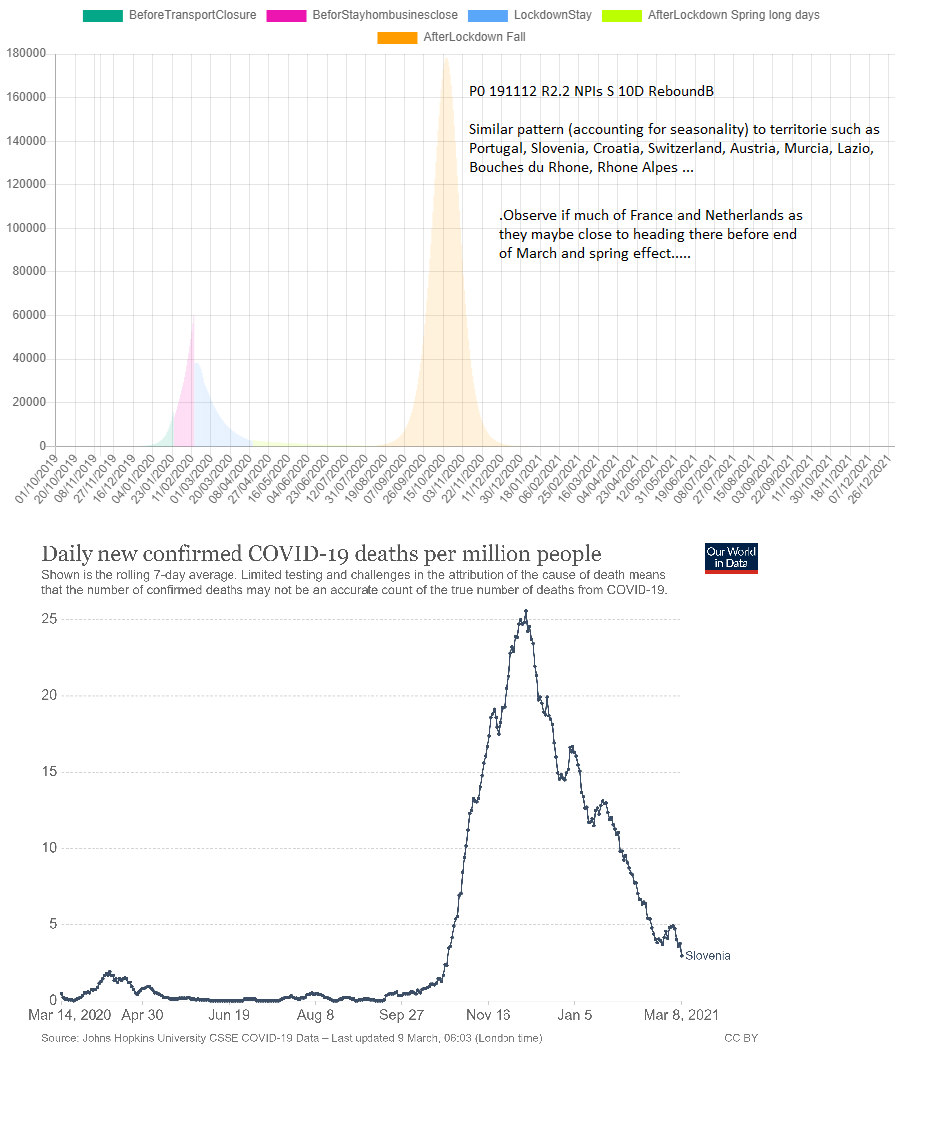 BeforeTransportClosure BeforStayhombusinesclose LockdownStay AfterLockdown Spring long days
AfterLockdown Fall
180000
160000
140000
120000
100000
80000
60000
40000
20000
0
P0 191112 R2.2 NPIs S 10D ReboundB
Similar pattern (accounting for seasonality) to territorie such as
Portugal, Slovenia, Croatia, Switzerland, Austria, Murcia, Lazio,
Bouches du Rhone, Rhone Alpes ...
.Observe if much of France and Netherlands as
they maybe close to heading there before end
of March and spring effect.....
01/10/2019 20/10/2019 08/11/2019 27/11/2019 16/12/2019 04/01/2020 23/01/2020 11/02/2020 01/03/2020 20/03/2020 08/04/2020 27/04/2020 16/05/2020 04/06/2020 23/06/2020 12/07/2020 31/07/2020 19/08/2020 07/09/2020 26/09/2020 15/10/2020 03/11/2020 22/11/2020 11/12/2020 30/12/2020 18/01/2021 06/02/2021 25/02/2021 16/03/2021 04/04/2021 23/04/2021 12/05/2021 31/05/2021 19/06/2021 08/07/2021 27/07/2021 15/08/2021 03/09/2021 22/09/2021 11/10/2021 30/10/2021 18/11/2021 07/12/2021 26/12/2021
Daily new confirmed COVID-19 deaths per million people
Shown is the rolling 7-day average. Limited testing and challenges in the attribution of the cause of death means
that the number of confirmed deaths may not be an accurate count of the true number of deaths from COVID-19.
Our World
in Data
25
20
15
10
5
0
Slovenia
Mar 14, 2020 Apr 30 Jun 19 Aug 8 Sep 27 Nov 16 Jan 5 Mar 8, 2021
Source: Johns Hopkins University CSSE COVID-19 Data – Last updated 9 March, 06:03 (London time) CC BY